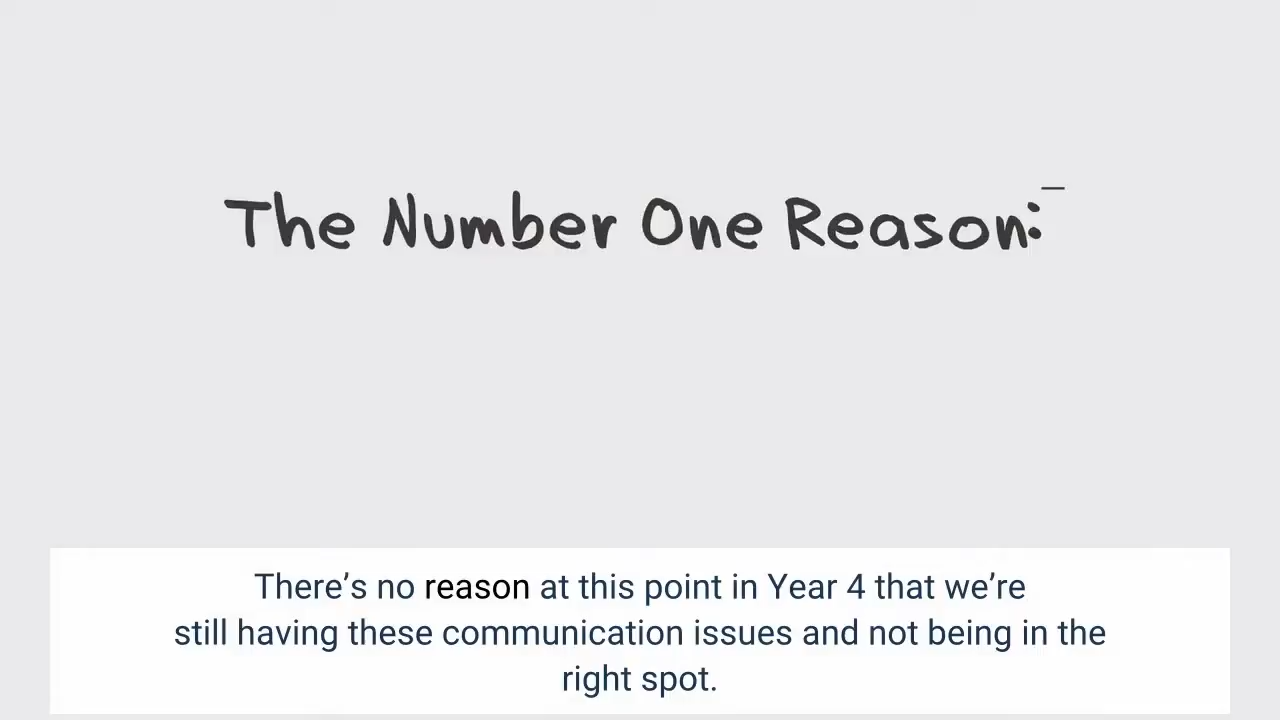 The Number One Reason:
There’s no reason at this point in Year 4 that we’re
still having these communication issues and not being in the
right spot.